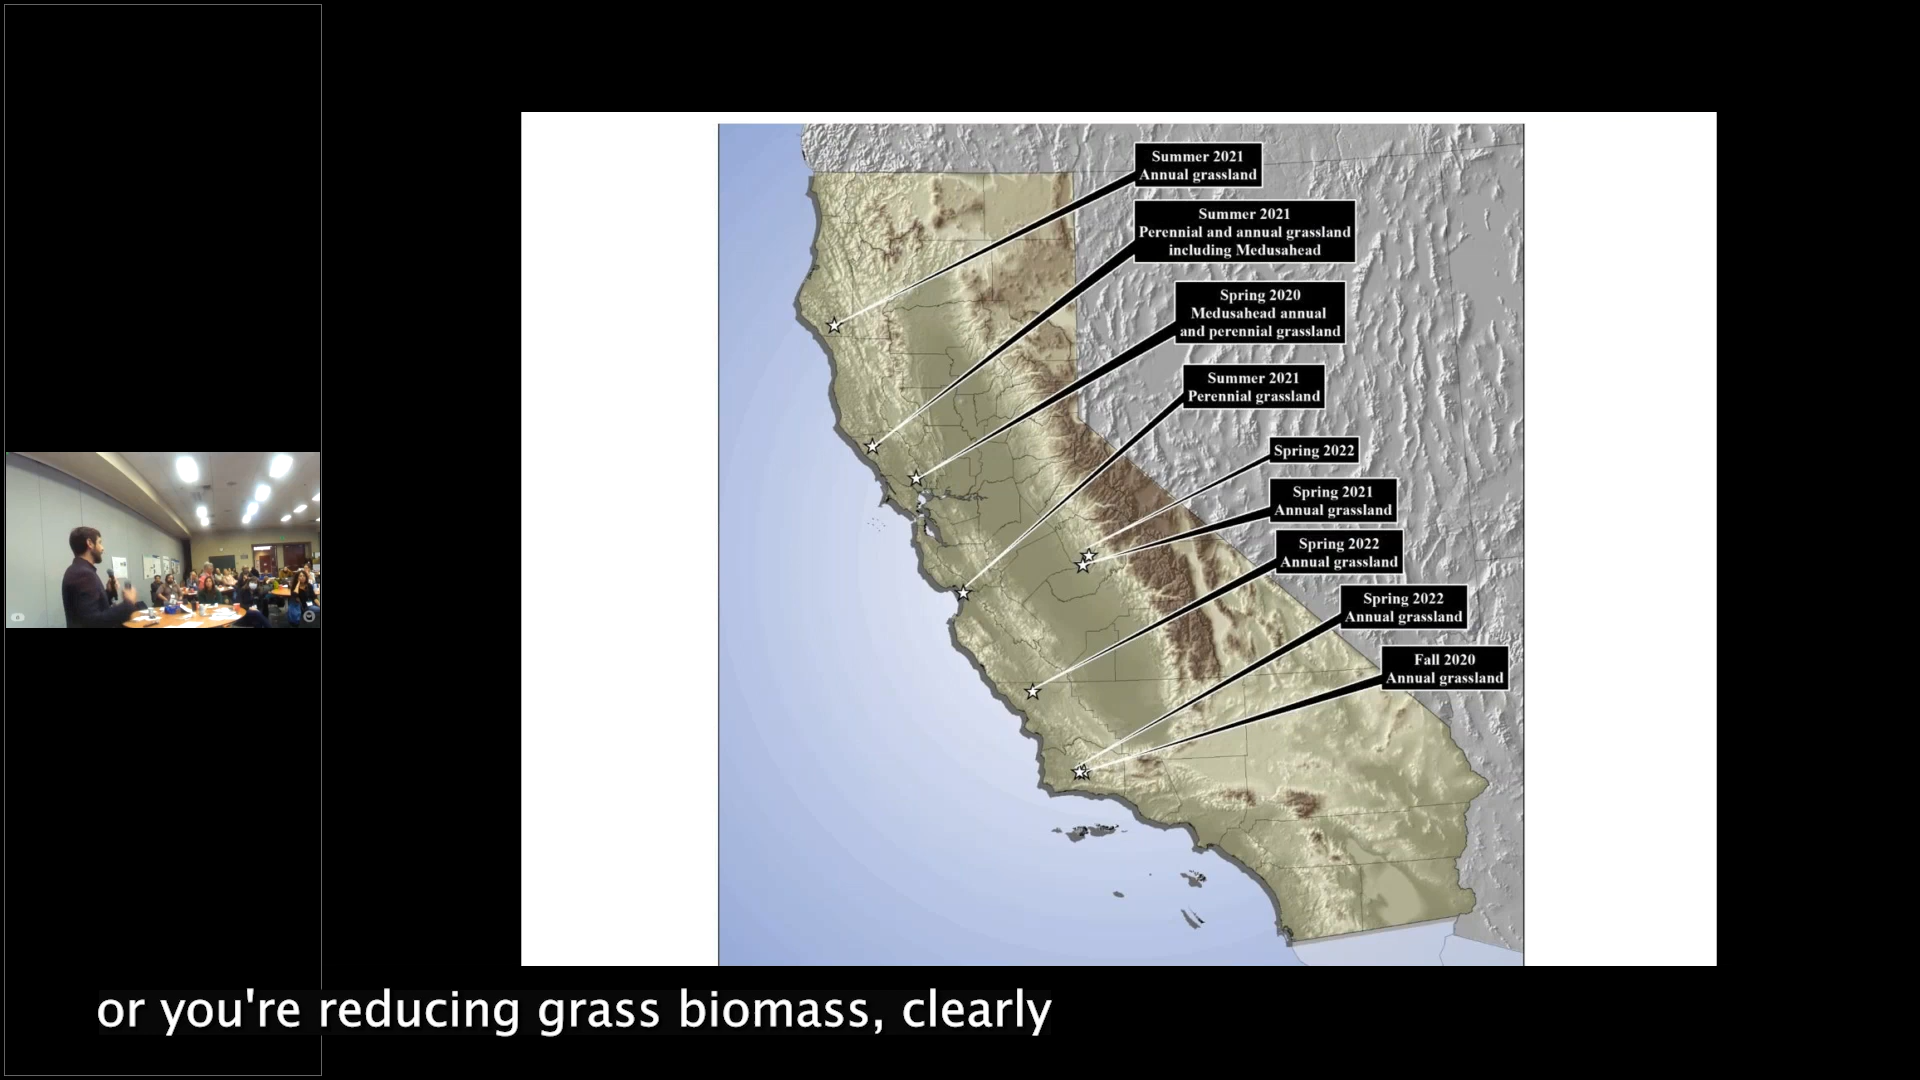 Summer 2021
Annual grassland
Summer 2021
Perennial and annual grassland
including Medusahead
Spring 2020
Medusahead annual
and perennial grassland
Summer 2021
Perennial grassland
Spring 2022
Spring 2021
Annual grassland
Spring 2022
Annual grassland
Spring 2022
Annual grassland
Fall 2020
Annual grassland
or you're reducing grass biomass, clearly